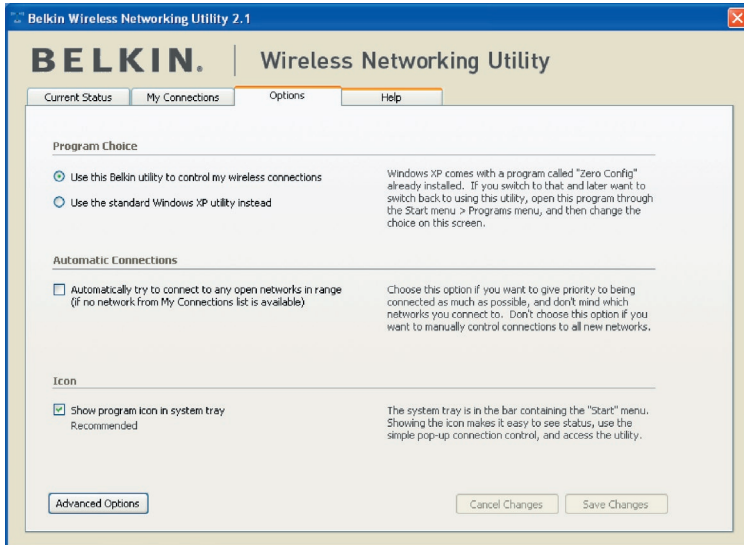 Belkin Wireless Networking Utility 2.1
BELKIN. Wireless Networking Utility
Current Status My Connections Options Help
Program Choice
Use this Belkin utility to control my wireless connections
Use the standard Windows XP utility instead
Windows XP comes with a program called "Zero Config"
already installed. If you switch to that and later want to
switch back to using this utility, open this program through
the Start menu > Programs menu, and then change the
choice on this screen.
Automatic Connections
Automatically try to connect to any open networks in range
(if no network from My Connections list is available)
Choose this option if you want to give priority to being
connected as much as possible, and don't mind which
networks you connect to. Don't choose this option if you
want to manually control connections to all new networks.
Icon
Show program icon in system tray
Recommended
The system tray is in the bar containing the "Start" menu.
Showing the icon makes it easy to see status, use the
simple pop-up connection control, and access the utility.
Advanced Options Cancel Changes Save Changes